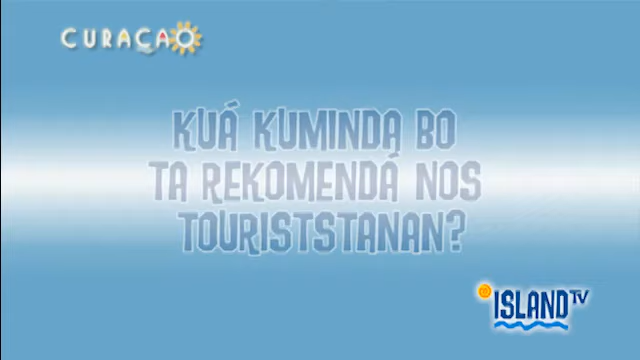 CURAÇAO
KUÁ KUMINDA BO
TA REKOMENDÁ NOS
TOURISTSTANAN?
ISLAND TV